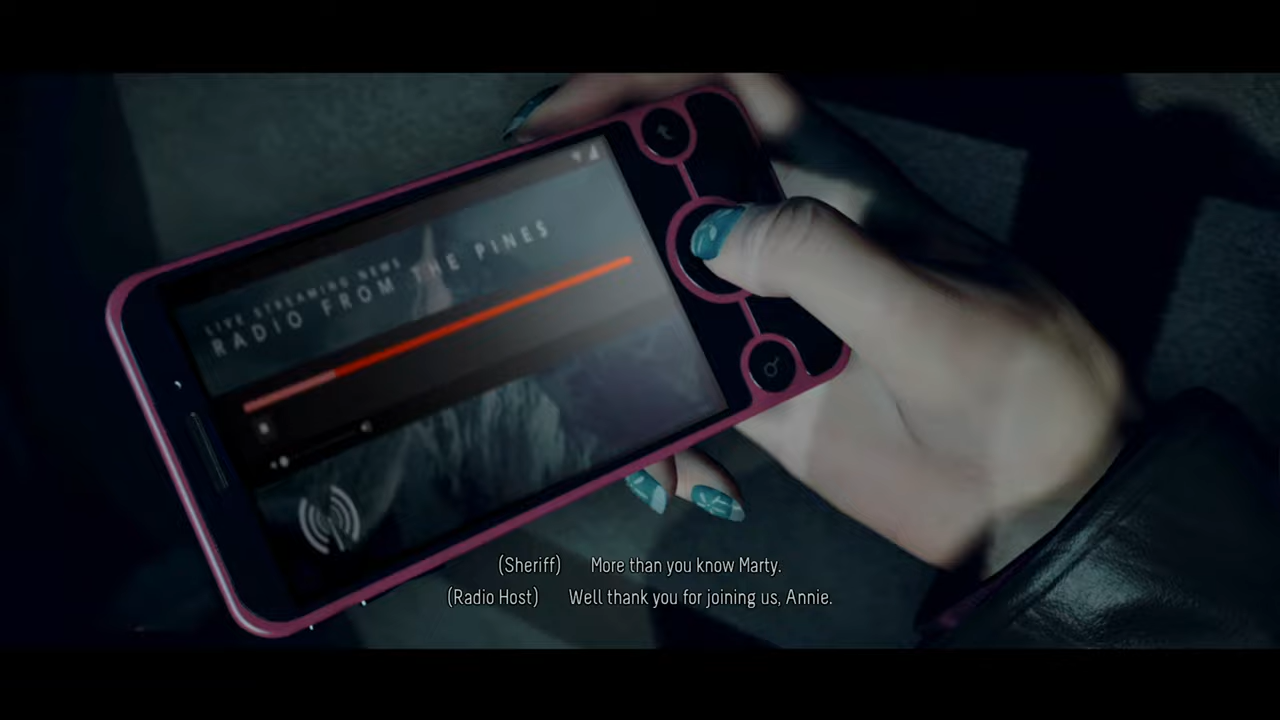 LIVE STREAMING NEWS
RADIO FROM THE PINES
(Sheriff) More than you know Marty.
(Radio Host) Well thank you for joining us, Annie.